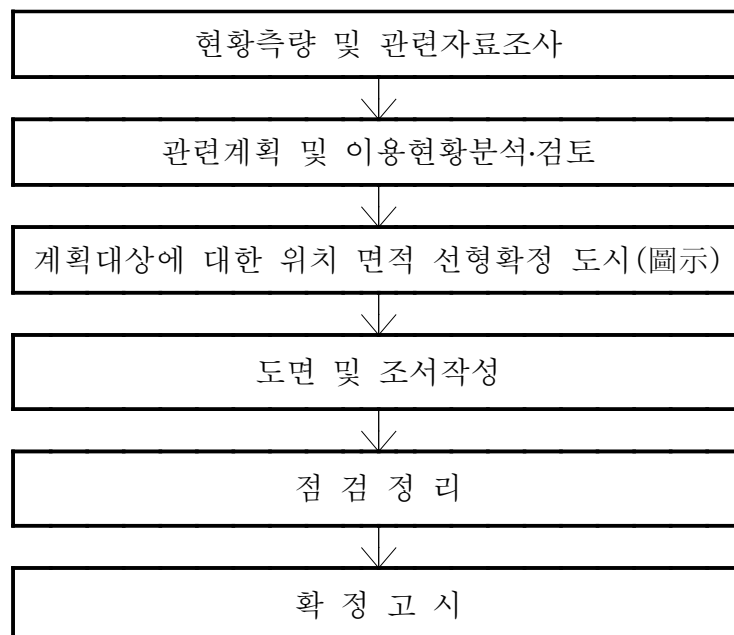 현황측량 및 관련자료조사
관련계획 및 이용현황분석·검토
계획대상에 대한 위치 면적 선형확정 도시(圖示)
도면 및 조서작성
점 검 정 리
확 정 고 시